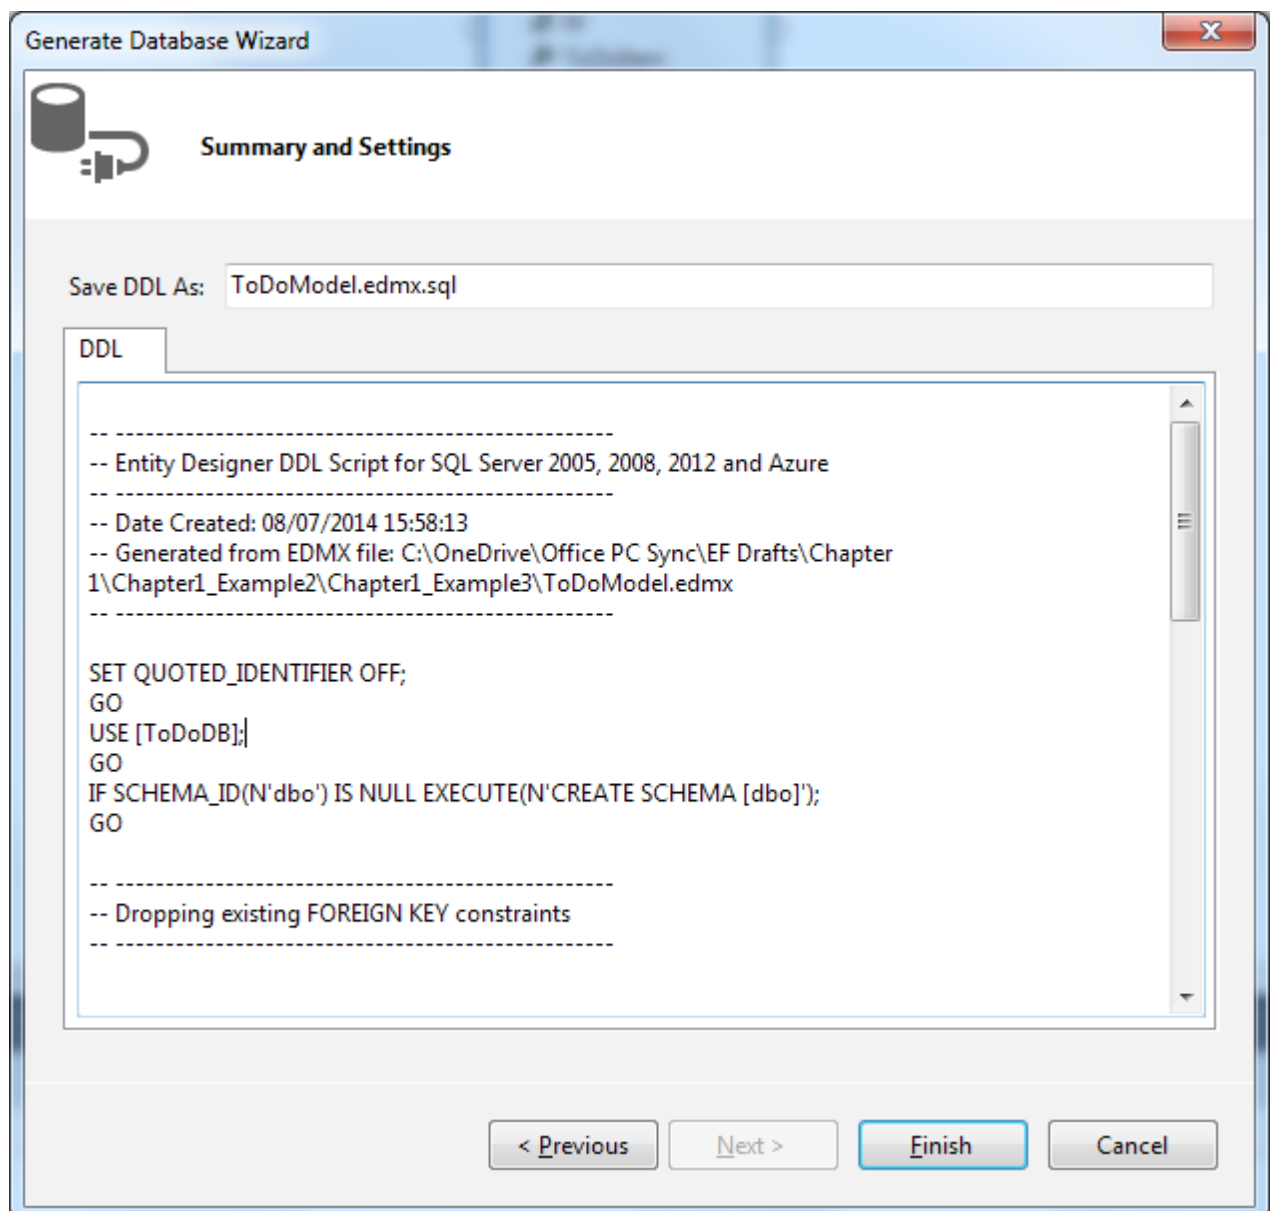 Generate Database Wizard
x
Summary and Settings
Save DDL As: ToDoModel.edmx.sql
DDL
-- --------------------------------------------------
-- Entity Designer DDL Script for SQL Server 2005, 2008, 2012 and Azure
-- --------------------------------------------------
-- Date Created: 08/07/2014 15:58:13
-- Generated from EDMX file: C:\OneDrive\Office PC Sync\EF Drafts\Chapter
1\Chapter1_Example2\Chapter1_Example3\ToDoModel.edmx
-- --------------------------------------------------
SET QUOTED_IDENTIFIER OFF;
GO
USE [ToDoDB];
GO
IF SCHEMA_ID(N'dbo') IS NULL EXECUTE(N'CREATE SCHEMA [dbo]');
GO
-- --------------------------------------------------
-- Dropping existing FOREIGN KEY constraints
-- --------------------------------------------------
< Previous Next > Finish Cancel